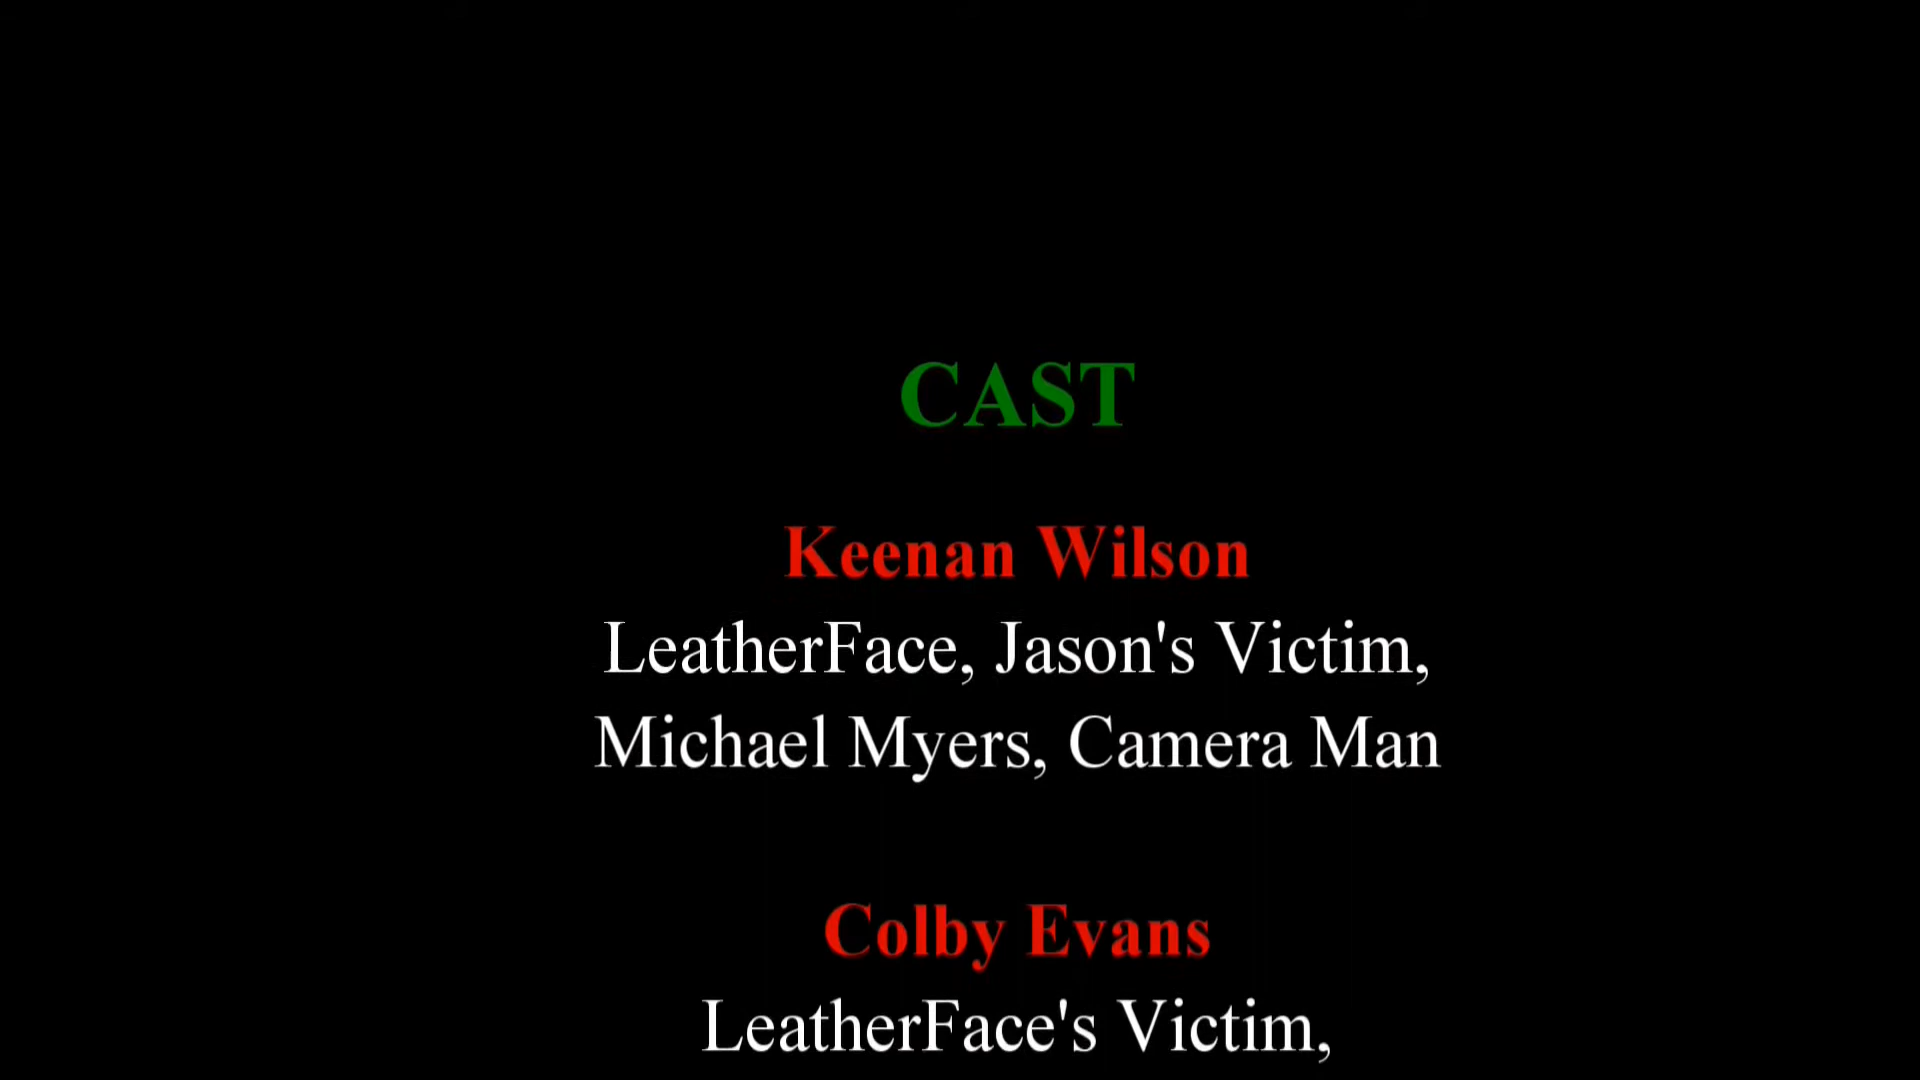 CAST
Keenan Wilson
LeatherFace, Jason's Victim,
Michael Myers, Camera Man
Colby Evans
LeatherFace's Victim,